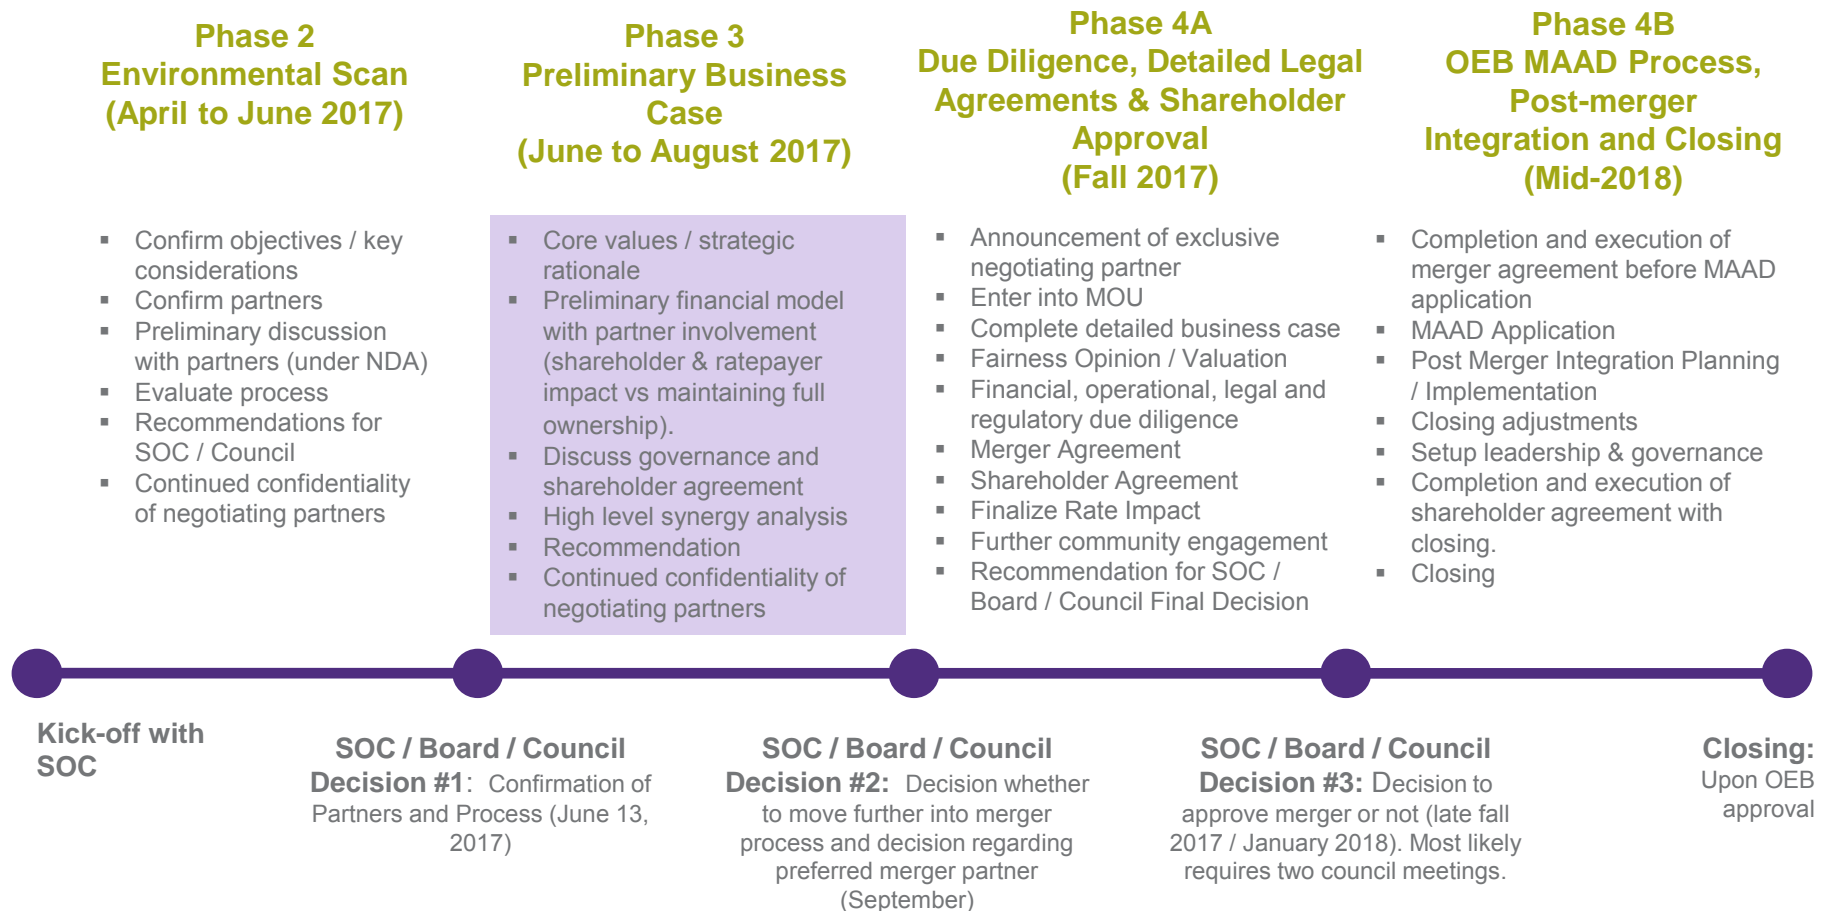 Phase 2
Environmental Scan
(April to June 2017)
▪ Confirm objectives / key
considerations
▪ Confirm partners
▪ Preliminary discussion
with partners (under NDA)
▪ Evaluate process
▪ Recommendations for
SOC / Council
▪ Continued confidentiality
of negotiating partners
Phase 3
Preliminary Business
Case
(June to August 2017)
▪ Core values / strategic
rationale
▪ Preliminary financial model
with partner involvement
(shareholder & ratepayer
impact vs maintaining full
ownership).
▪ Discuss governance and
shareholder agreement
▪ High level synergy analysis
▪ Recommendation
▪ Continued confidentiality of
negotiating partners
Phase 4A
Due Diligence, Detailed Legal
Agreements & Shareholder
Approval
(Fall 2017)
▪ Announcement of exclusive
negotiating partner
▪ Enter into MOU
▪ Complete detailed business case
▪ Fairness Opinion / Valuation
▪ Financial, operational, legal and
regulatory due diligence
▪ Merger Agreement
▪ Shareholder Agreement
▪ Finalize Rate Impact
▪ Further community engagement
▪ Recommendation for SOC /
Board / Council Final Decision
Phase 4B
OEB MAAD Process,
Post-merger
Integration and Closing
(Mid-2018)
▪ Completion and execution of
merger agreement before MAAD
application
▪ MAAD Application
▪ Post Merger Integration Planning
/ Implementation
▪ Closing adjustments
▪ Setup leadership & governance
▪ Completion and execution of
shareholder agreement with
closing.
▪ Closing
Kick-off with
SOC
SOC / Board / Council
Decision #1: Confirmation of
Partners and Process (June 13,
2017)
SOC / Board / Council
Decision #2: Decision whether
to move further into merger
process and decision regarding
preferred merger partner
(September)
SOC / Board / Council
Decision #3: Decision to
approve merger or not (late fall
2017 / January 2018). Most likely
requires two council meetings.
Closing:
Upon OEB
approval